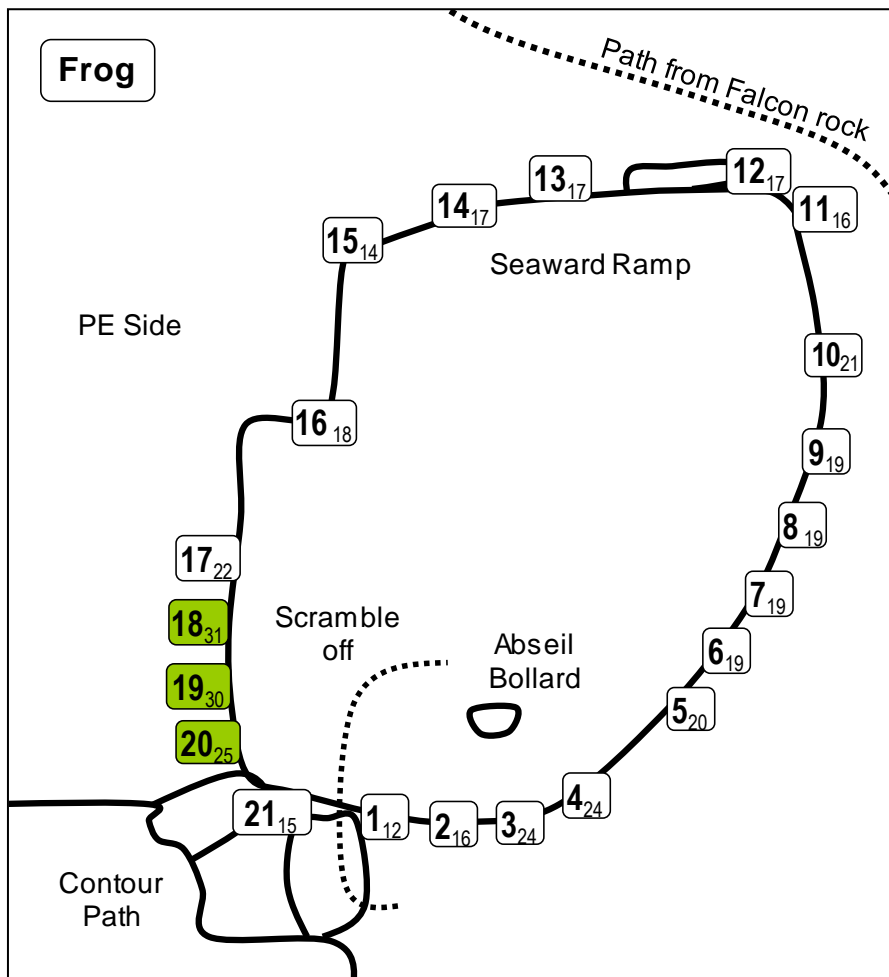 Frog
Path from Falcon rock
12 17
13 17
11 16
14 17
15 14
Seaward Ramp
PE Side
10 21
16 18
9 19
8 19
17 22
7 19
18 31
Scramble
off
6 19
Abseil
Bollard
19 30
5 20
20 25
4 24
21 15
1 12
2 16
3 24
Contour
Path